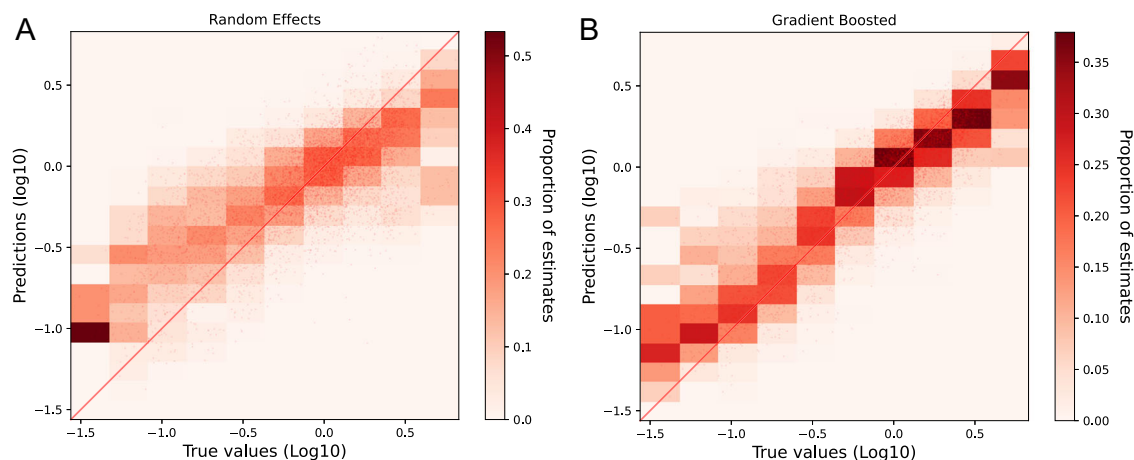 A
Random Effects
Predictions (log10)
0.5
0.0
−0.5
−1.0
−1.5
−1.5 −1.0 −0.5 0.0 0.5
True values (Log10)
0.5
0.4
0.3
0.2
0.1
0.0
Proportion of estimates
B
Gradient Boosted
Predictions (log10)
0.5
0.0
−0.5
−1.0
−1.5
−1.5 −1.0 −0.5 0.0 0.5
True values (Log10)
0.35
0.30
0.25
0.20
0.15
0.10
0.05
0.00
Proportion of estimates